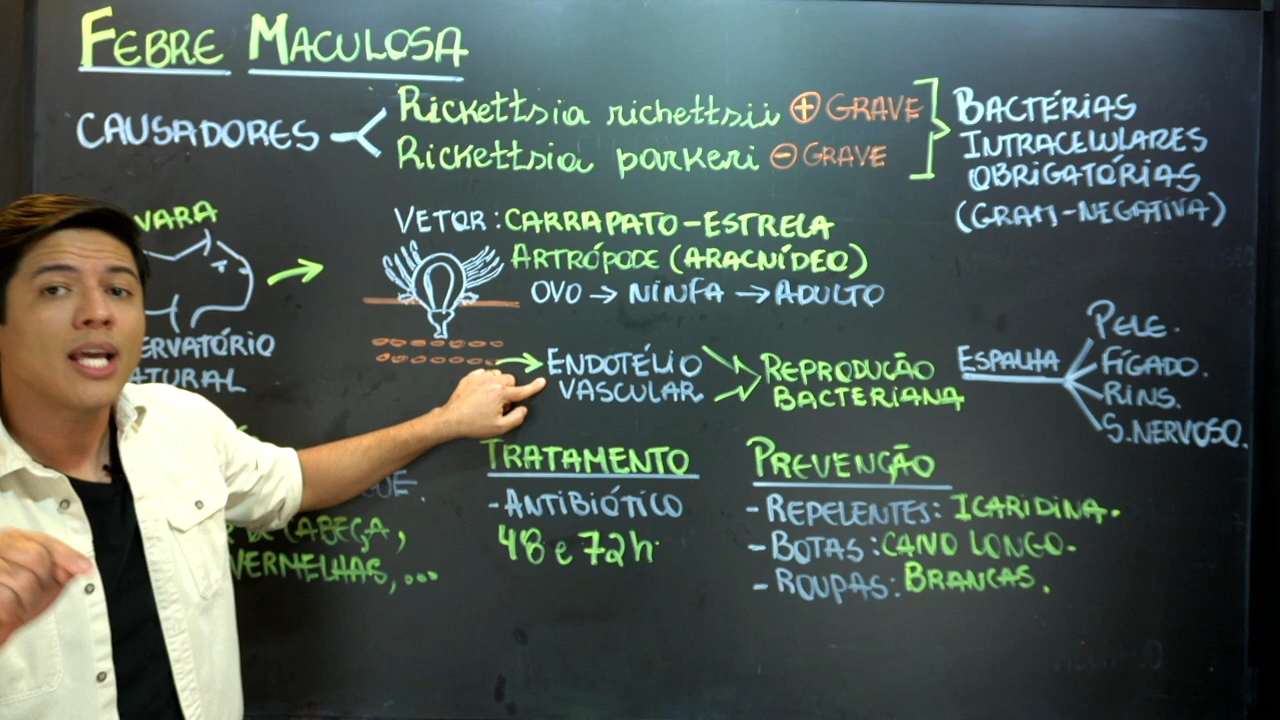 FEBRE MACULOSA
CAUSADORES
Rickettsia richettsii + GRAVE
Rickettsia parkeri - GRAVE
BACTÉRIAS
INTRACELULARES
OBRIGATÓRIAS
(GRAM-NEGATIVA)
VARA
ERVATÓRIO
ATURAL
VETOR: CARRAPATO-ESTRELA
ARTRÓPODE (ARACNÍDEO)
OVO → NINFA → ADULTO
ENDOTÉLIO
VASCULAR
REPRODUÇÃO
BACTERIANA
ESPALHA
PELE.
FÍGADO.
RINS.
S.NERVOSO.
DE CABEÇA,
VERMELHAS,...
TRATAMENTO
-ANTIBIÓTICO
48 e 72h.
PREVENÇÃO
-REPELENTES: ICARIDINA.
-BOTAS: CANO LONGO.
-ROUPAS: BRANCAS.